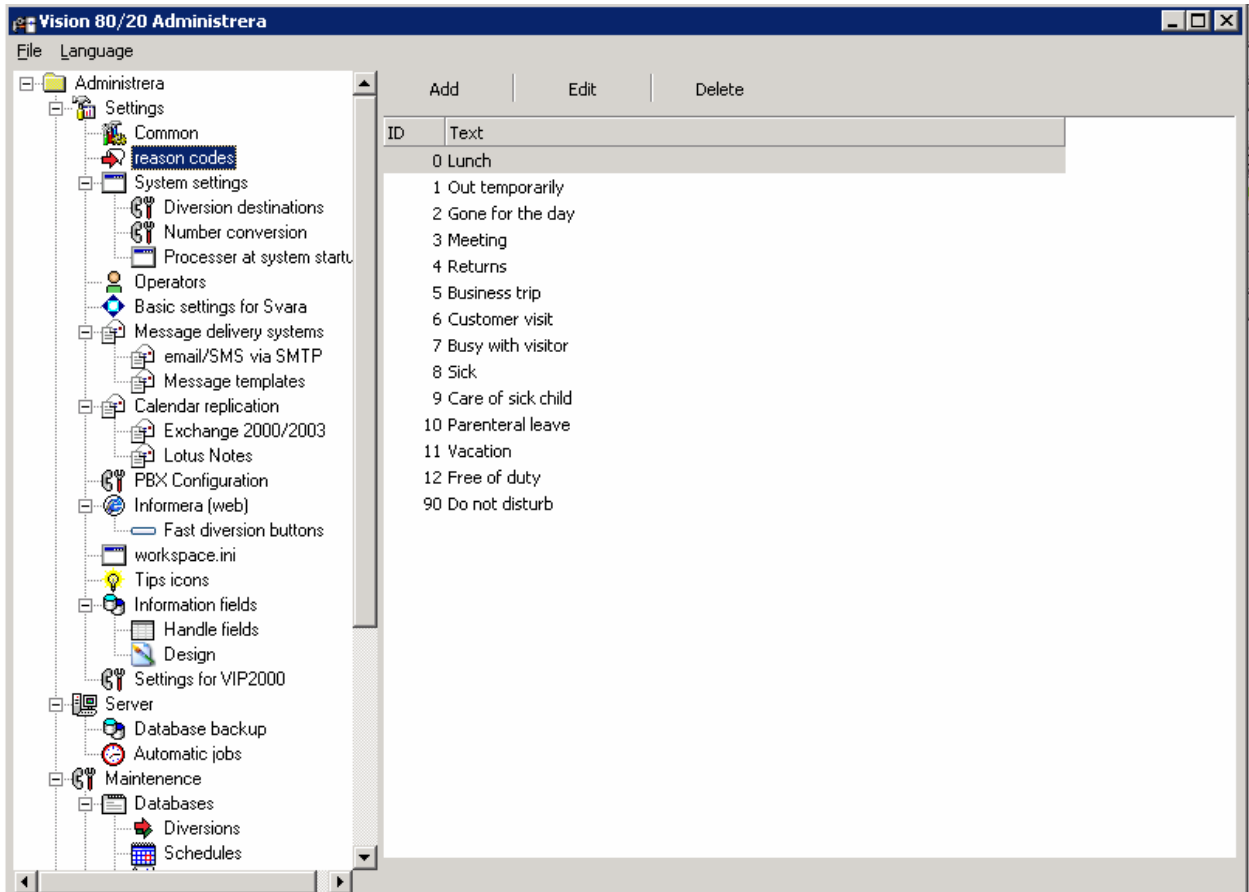 Vision 80/20 Administrera
File Language
Administrera
Settings
Common
reason codes
System settings
Diversion destinations
Number conversion
Processer at system startu
Operators
Basic settings for Svara
Message delivery systems
email/SMS via SMTP
Message templates
Calendar replication
Exchange 2000/2003
Lotus Notes
PBX Configuration
Informera (web)
Fast diversion buttons
workspace.ini
Tips icons
Information fields
Handle fields
Design
Settings for VIP2000
Server
Database backup
Automatic jobs
Maintenence
Databases
Diversions
Schedules
Add Edit Delete
ID Text
0 Lunch
1 Out temporarily
2 Gone for the day
3 Meeting
4 Returns
5 Business trip
6 Customer visit
7 Busy with visitor
8 Sick
9 Care of sick child
10 Parenteral leave
11 Vacation
12 Free of duty
90 Do not disturb